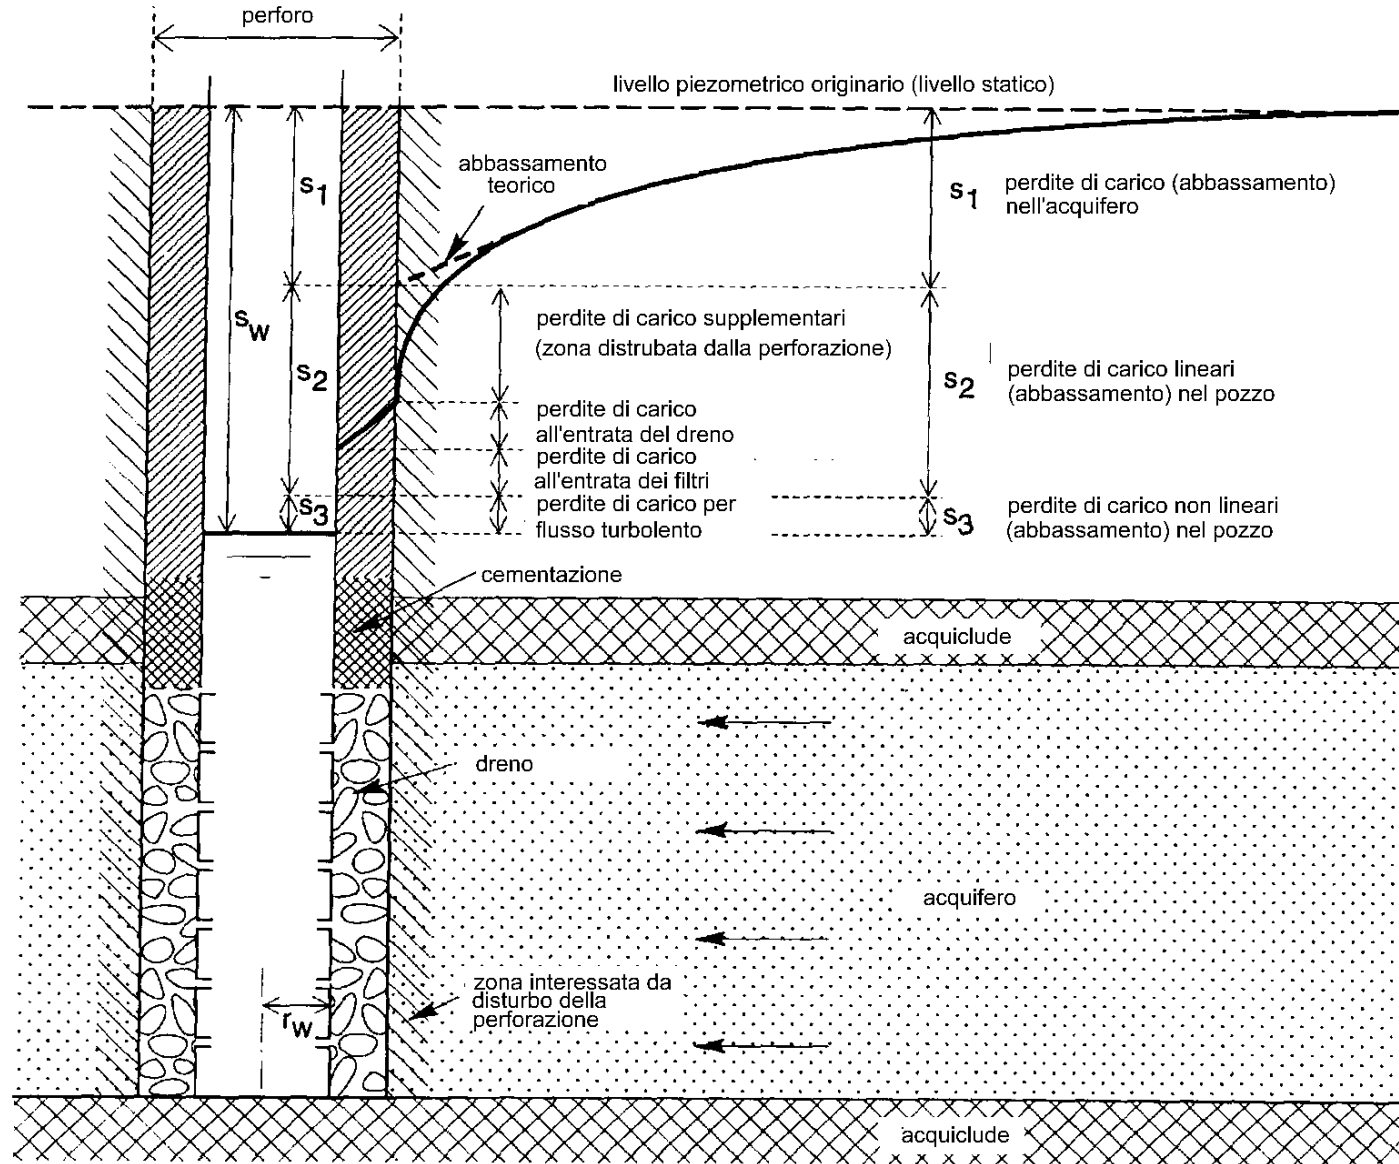 perforo
livello piezometrico originario (livello statico)
abbassamento
teorico
s1
s1
perdite di carico (abbassamento)
nell'acquifero
sw
perdite di carico supplementari
(zona distrubata dalla perforazione)
s2
s2
perdite di carico lineari
(abbassamento) nel pozzo
perdite di carico
all'entrata del dreno
perdite di carico
all'entrata dei filtri
s3
perdite di carico per
flusso turbolento
s3
perdite di carico non lineari
(abbassamento) nel pozzo
cementazione
acquiclude
dreno
acquifero
zona interessata da
disturbo della
perforazione
rw
acquiclude